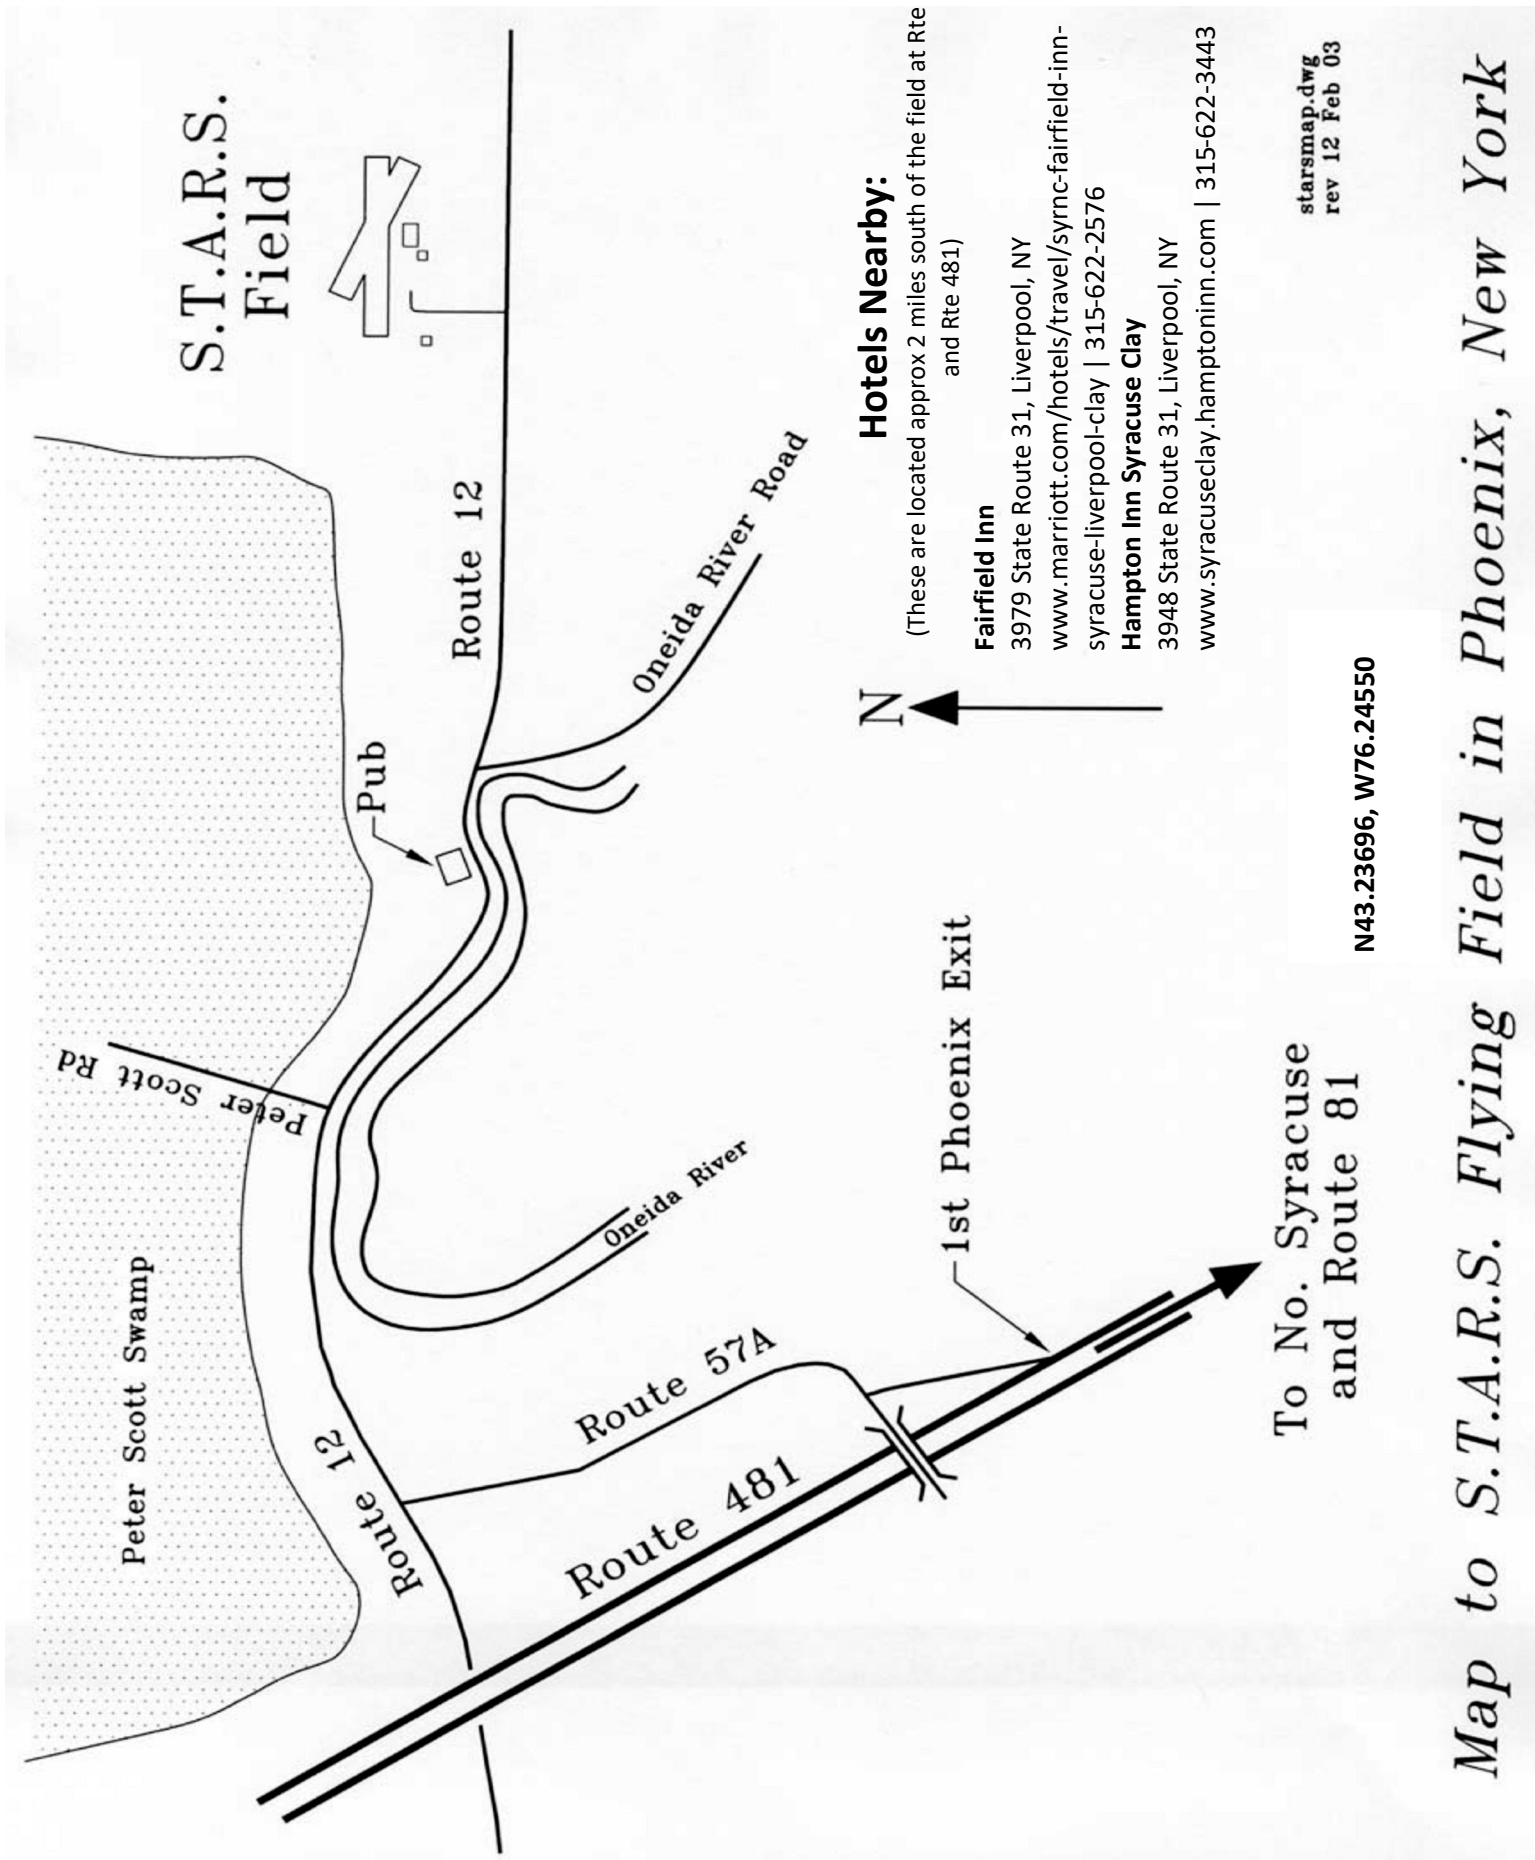 S.T.A.R.S.
Field
Peter Scott Swamp
Peter Scott Rd
Pub
Route 12
Route 12
Oneida River Road
Oneida River
Route 57A
Route 481
1st Phoenix Exit
N
Hotels Nearby:
(These are located approx 2 miles south of the field at Rte
and Rte 481)
Fairfield Inn
3979 State Route 31, Liverpool, NY
www.marriott.com/hotels/travel/sync-fairfield-inn-
syracuse-liverpool-clay | 315-622-2576
Hampton Inn Syracuse Clay
3948 State Route 31, Liverpool, NY
www.syracuseclay.hamptoninn.com | 315-622-3443
To No. Syracuse
and Route 81
N43.23696, W76.24550
starsmap.dwg
rev 12 Feb 03
Map to S.T.A.R.S. Flying Field in Phoenix, New York